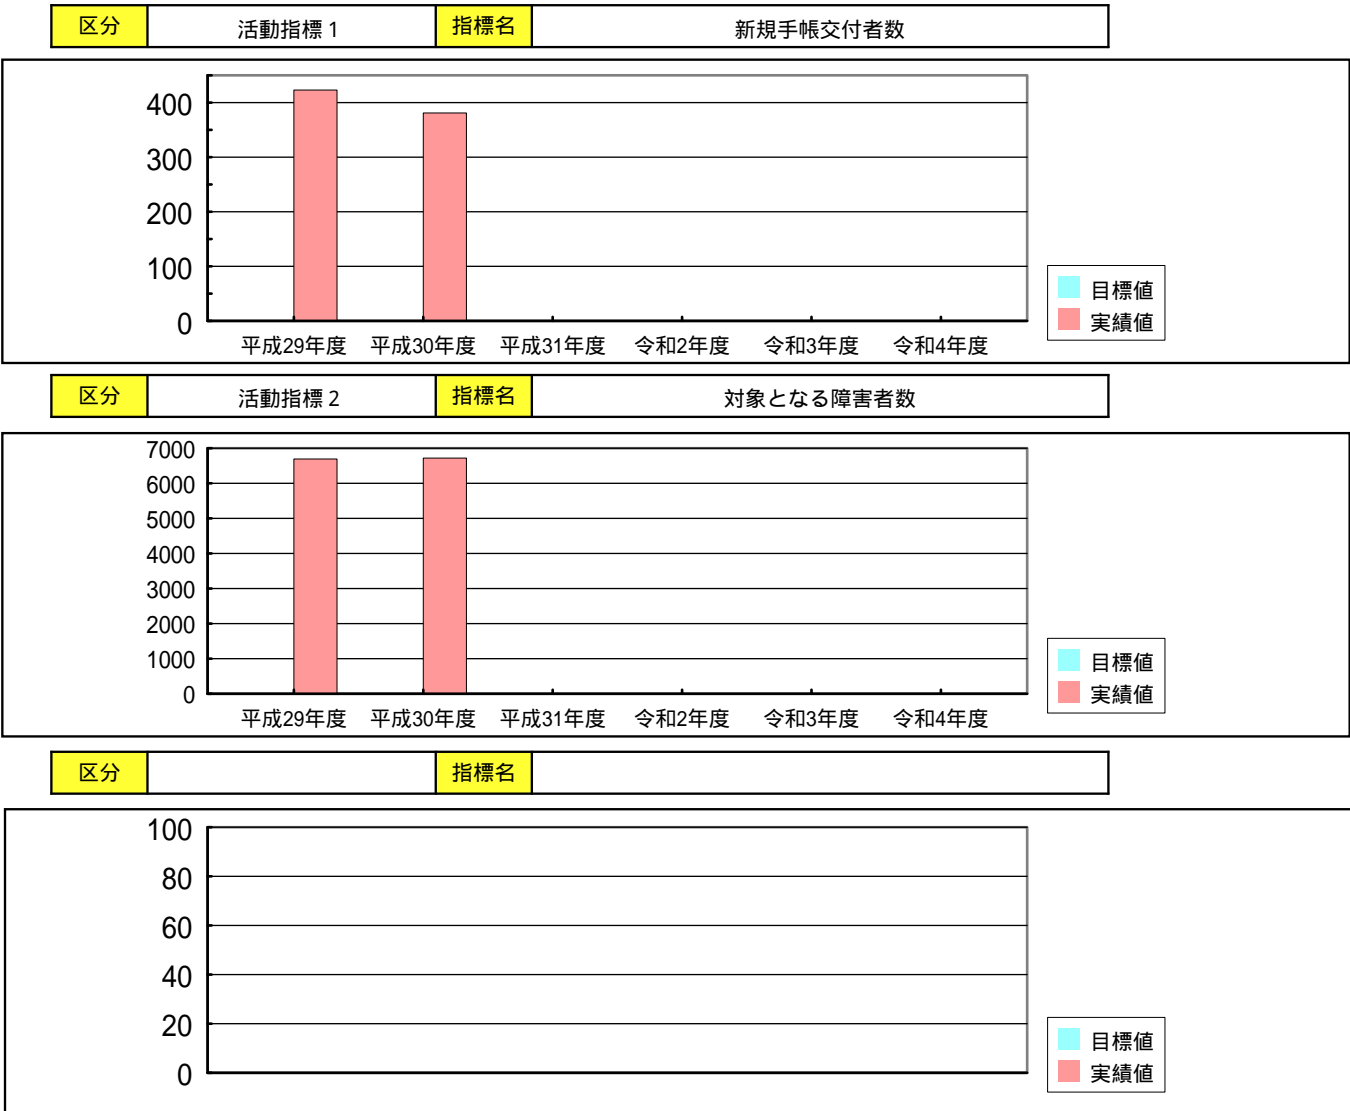 区分 活動指標1 指標名 新規手帳交付者数
400
300
200
100
0
平成29年度 平成30年度 平成31年度 令和2年度 令和3年度 令和4年度
目標値
実績値
区分 活動指標2 指標名 対象となる障害者数
7000
6000
5000
4000
3000
2000
1000
0
平成29年度 平成30年度 平成31年度 令和2年度 令和3年度 令和4年度
目標値
実績値
区分 指標名
100
80
60
40
20
0
目標値
実績値